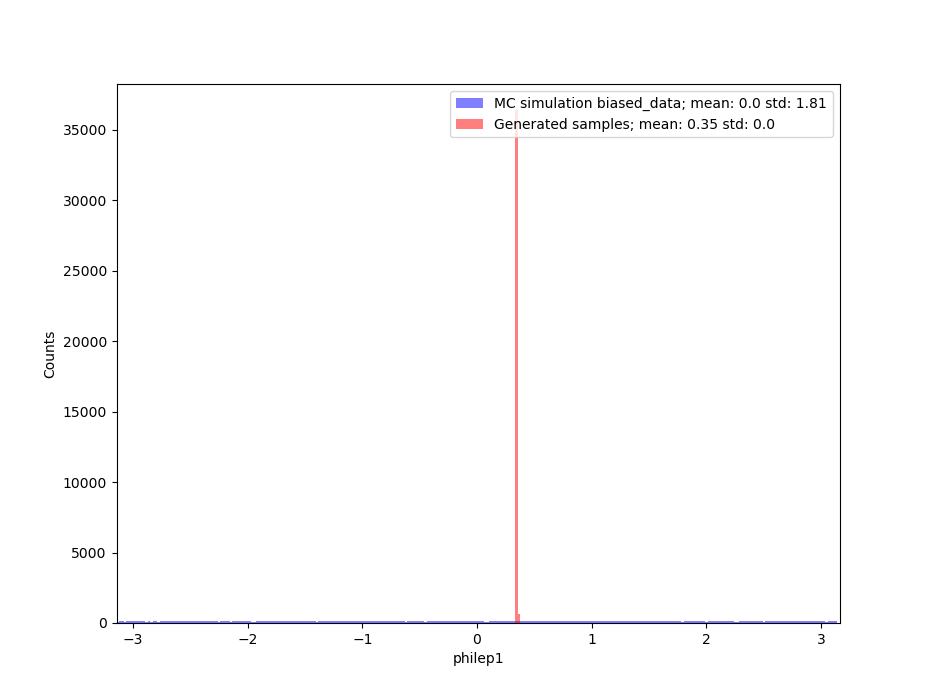 MC simulation biased_data; mean: 0.0 std: 1.81
Generated samples; mean: 0.35 std: 0.0
35000
30000
25000
20000
15000
10000
5000
0
Counts
−3 −2 −1 0 1 2 3
philep1